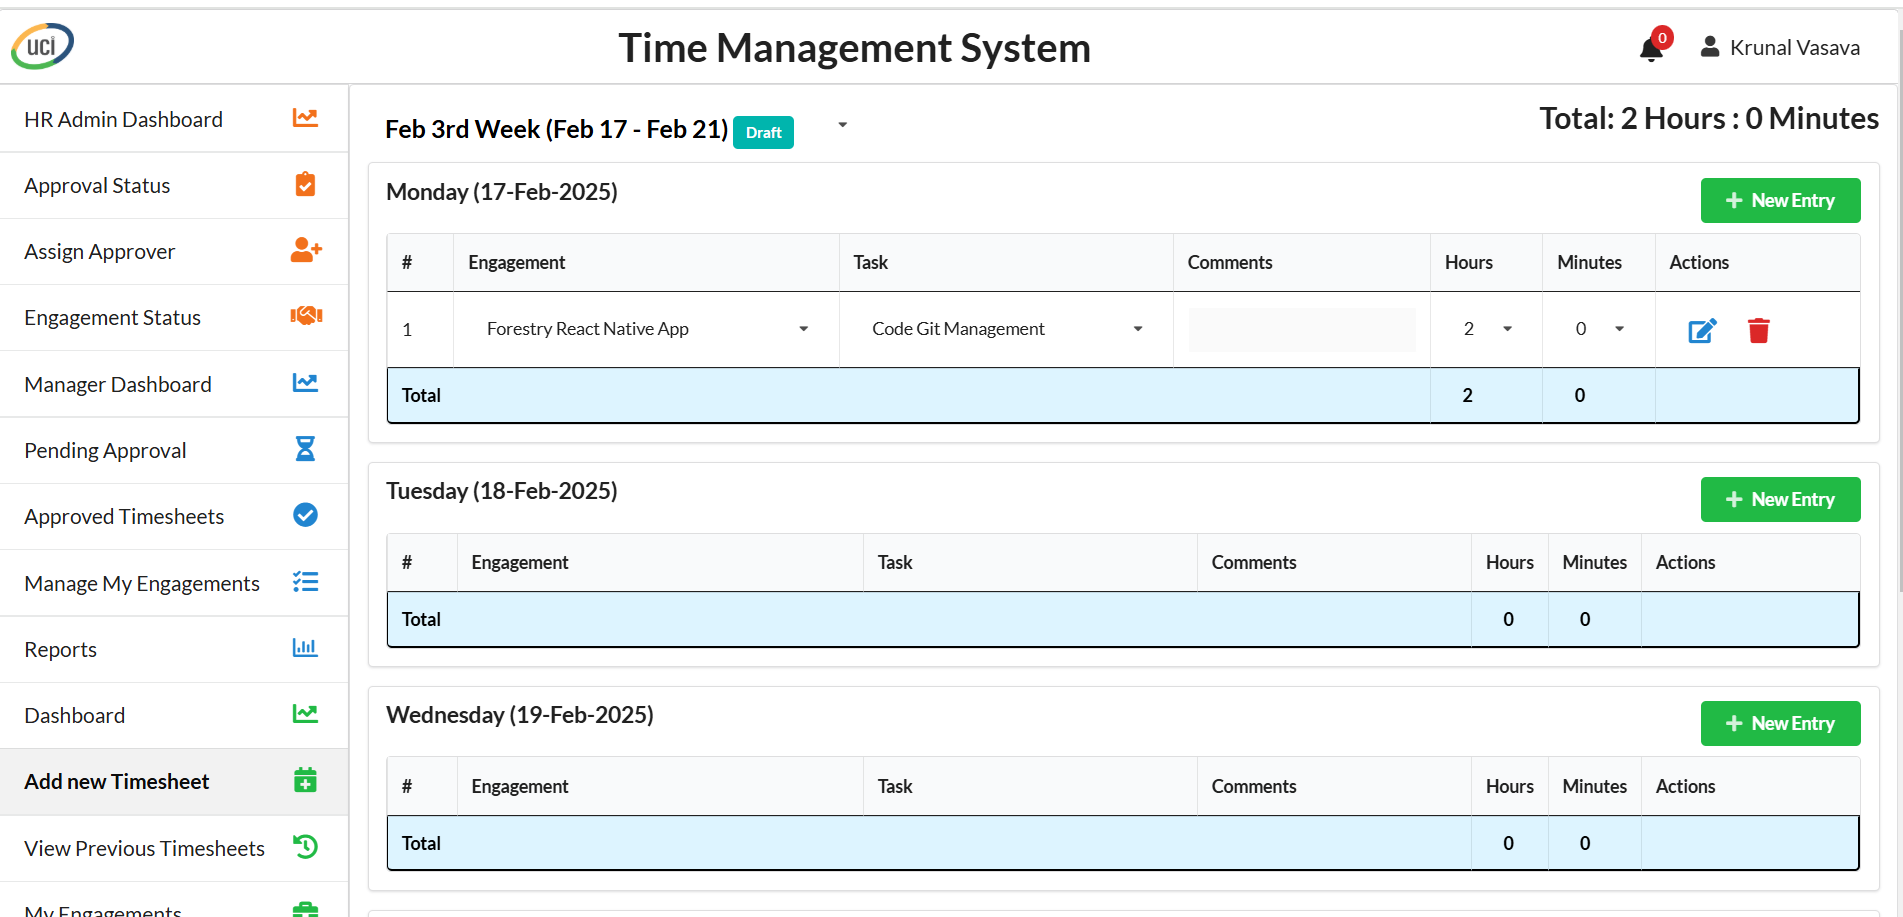 uci
Time Management System
0
Krunal Vasava
HR Admin Dashboard
Approval Status
Assign Approver
Engagement Status
Manager Dashboard
Pending Approval
Approved Timesheets
Manage My Engagements
Reports
Dashboard
Add new Timesheet
View Previous Timesheets
My Engagements
Feb 3rd Week (Feb 17 - Feb 21) Draft
Total: 2 Hours : 0 Minutes
Monday (17-Feb-2025)
New Entry
# Engagement Task Comments Hours Minutes Actions
1 Forestry React Native App Code Git Management 2 0
Total 2 0
Tuesday (18-Feb-2025)
New Entry
# Engagement Task Comments Hours Minutes Actions
Total 0 0
Wednesday (19-Feb-2025)
New Entry
# Engagement Task Comments Hours Minutes Actions
Total 0 0